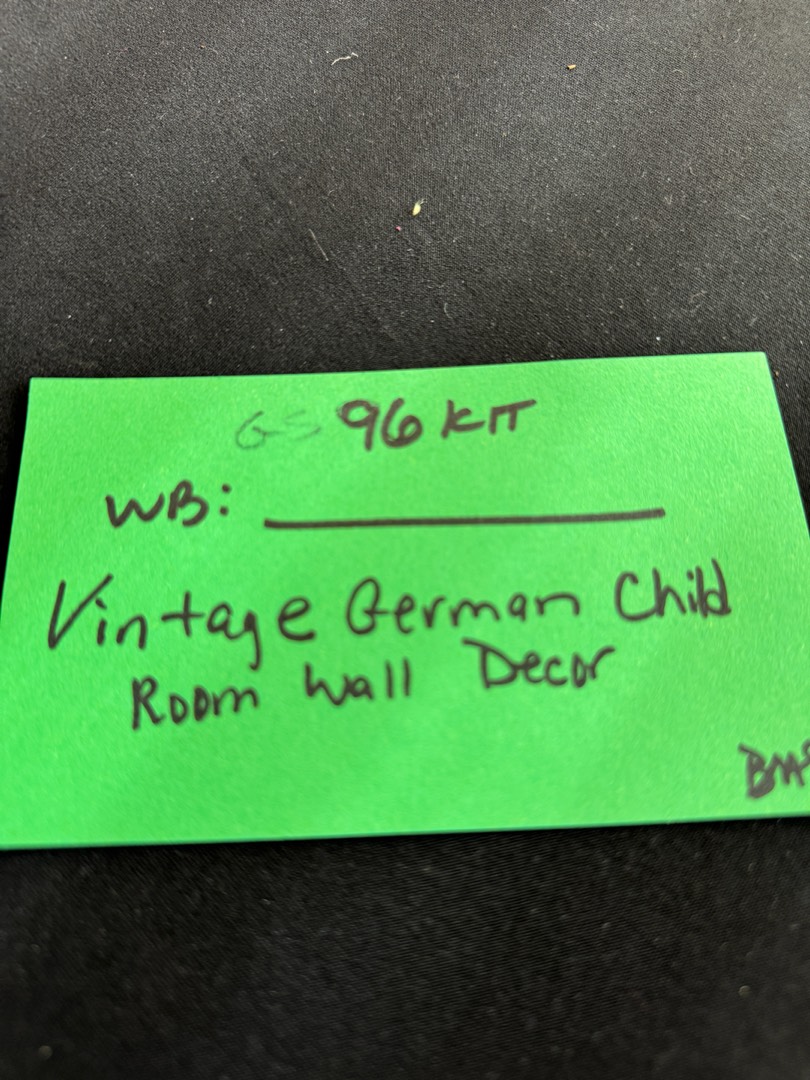 GS 96 KIT
WB:
Vintage German Child
Room Wall Decor